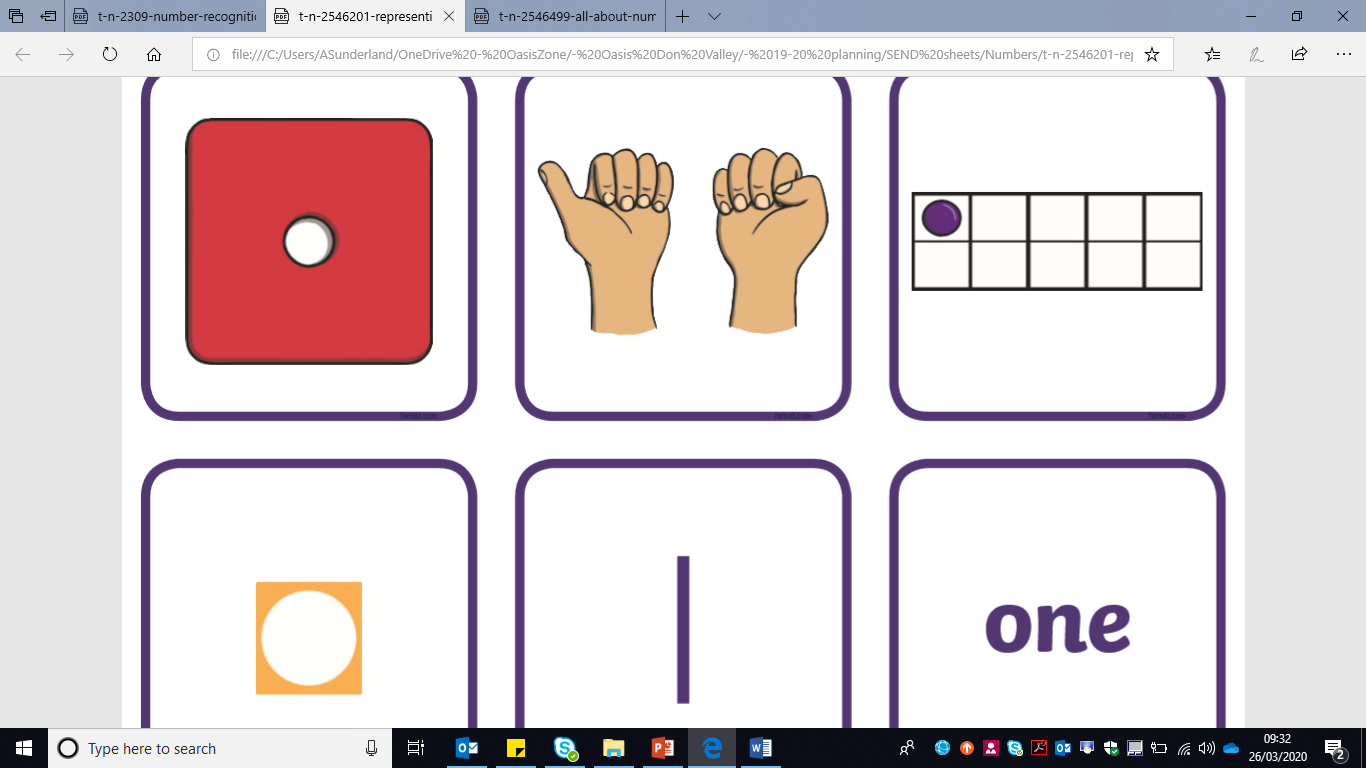 t-n-2309-number-recogniti
t-n-2546201-representi
t-n-2546499-all-about-num
file:///C:/Users/ASunderland/OneDrive%20-%20OasisZone/-%20Oasis%20Don%20Valley/-%2019-20%20planning/SEND%20sheets/Numbers/t-n-2546201-rep
one
Type here to search
09:32
26/03/2020
2